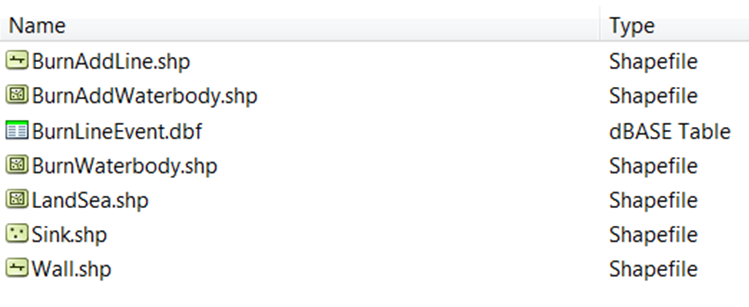 Name Type
BurnAddLine.shp Shapefile
BurnAddWaterbody.shp Shapefile
BurnLineEvent.dbf dBASE Table
BurnWaterbody.shp Shapefile
LandSea.shp Shapefile
Sink.shp Shapefile
Wall.shp Shapefile